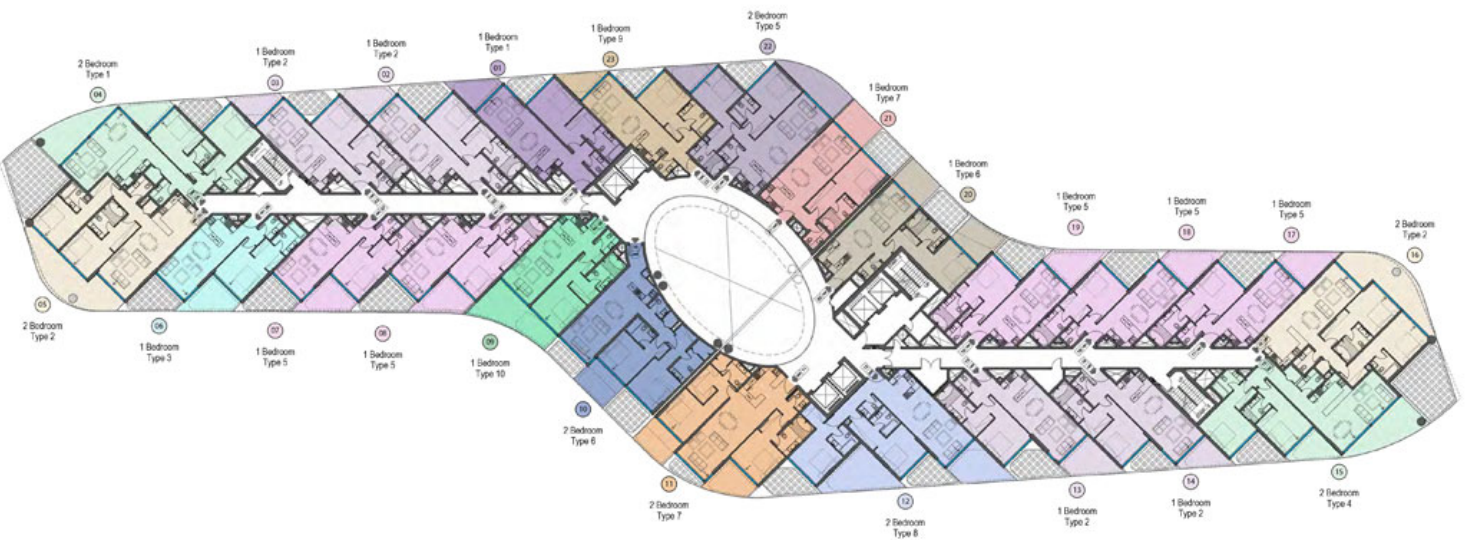 2 Bedroom
Type 1
04
1 Bedroom
Type 2
03
1 Bedroom
Type 2
02
1 Bedroom
Type 1
01
1 Bedroom
Type 9
23
2 Bedroom
Type 5
22
1 Bedroom
Type 7
21
1 Bedroom
Type 6
20
1 Bedroom
Type 5
19
1 Bedroom
Type 5
18
1 Bedroom
Type 5
17
2 Bedroom
Type 2
16
05
2 Bedroom
Type 2
06
1 Bedroom
Type 3
07
1 Bedroom
Type 5
08
1 Bedroom
Type 5
09
1 Bedroom
Type 10
10
2 Bedroom
Type 6
11
2 Bedroom
Type 7
12
2 Bedroom
Type 8
13
1 Bedroom
Type 2
14
1 Bedroom
Type 2
15
2 Bedroom
Type 4